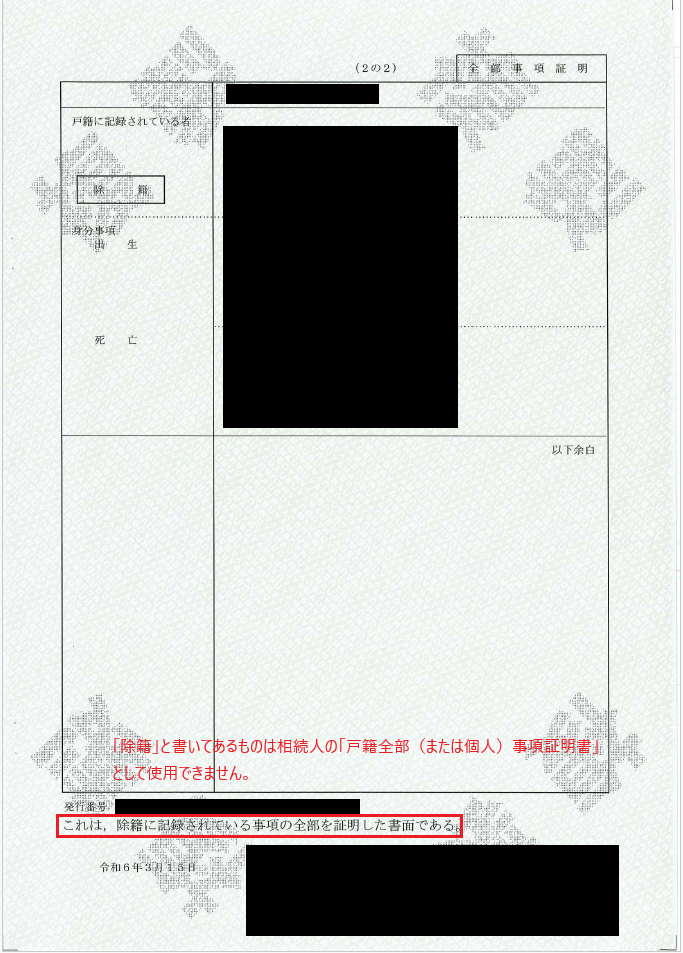 (2の2)
全部事項証明
戸籍に記録されている者
除籍
身分事項
出生
死亡
以下余白
「除籍」と書いてあるものは相続人の「戸籍全部（または個人）事項証明書」
として使用できません。
発行番号
これは，除籍に記録されている事項の全部を証明した書面である。
令和6年3月15日